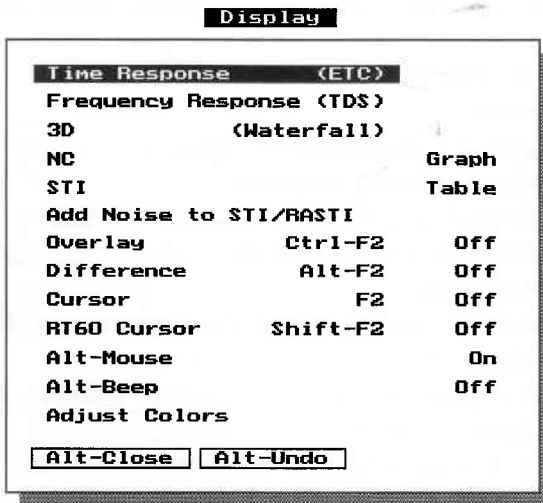 Display
Time Response (ETC)
Frequency Response (TDS)
3D (Waterfall)
NC Graph
STI Table
Add Noise to STI/RASTI
Overlay Ctrl-F2 Off
Difference Alt-F2 Off
Cursor F2 Off
RT60 Cursor Shift-F2 Off
Alt-Mouse On
Alt-Beep Off
Adjust Colors
Alt-Close Alt-Undo